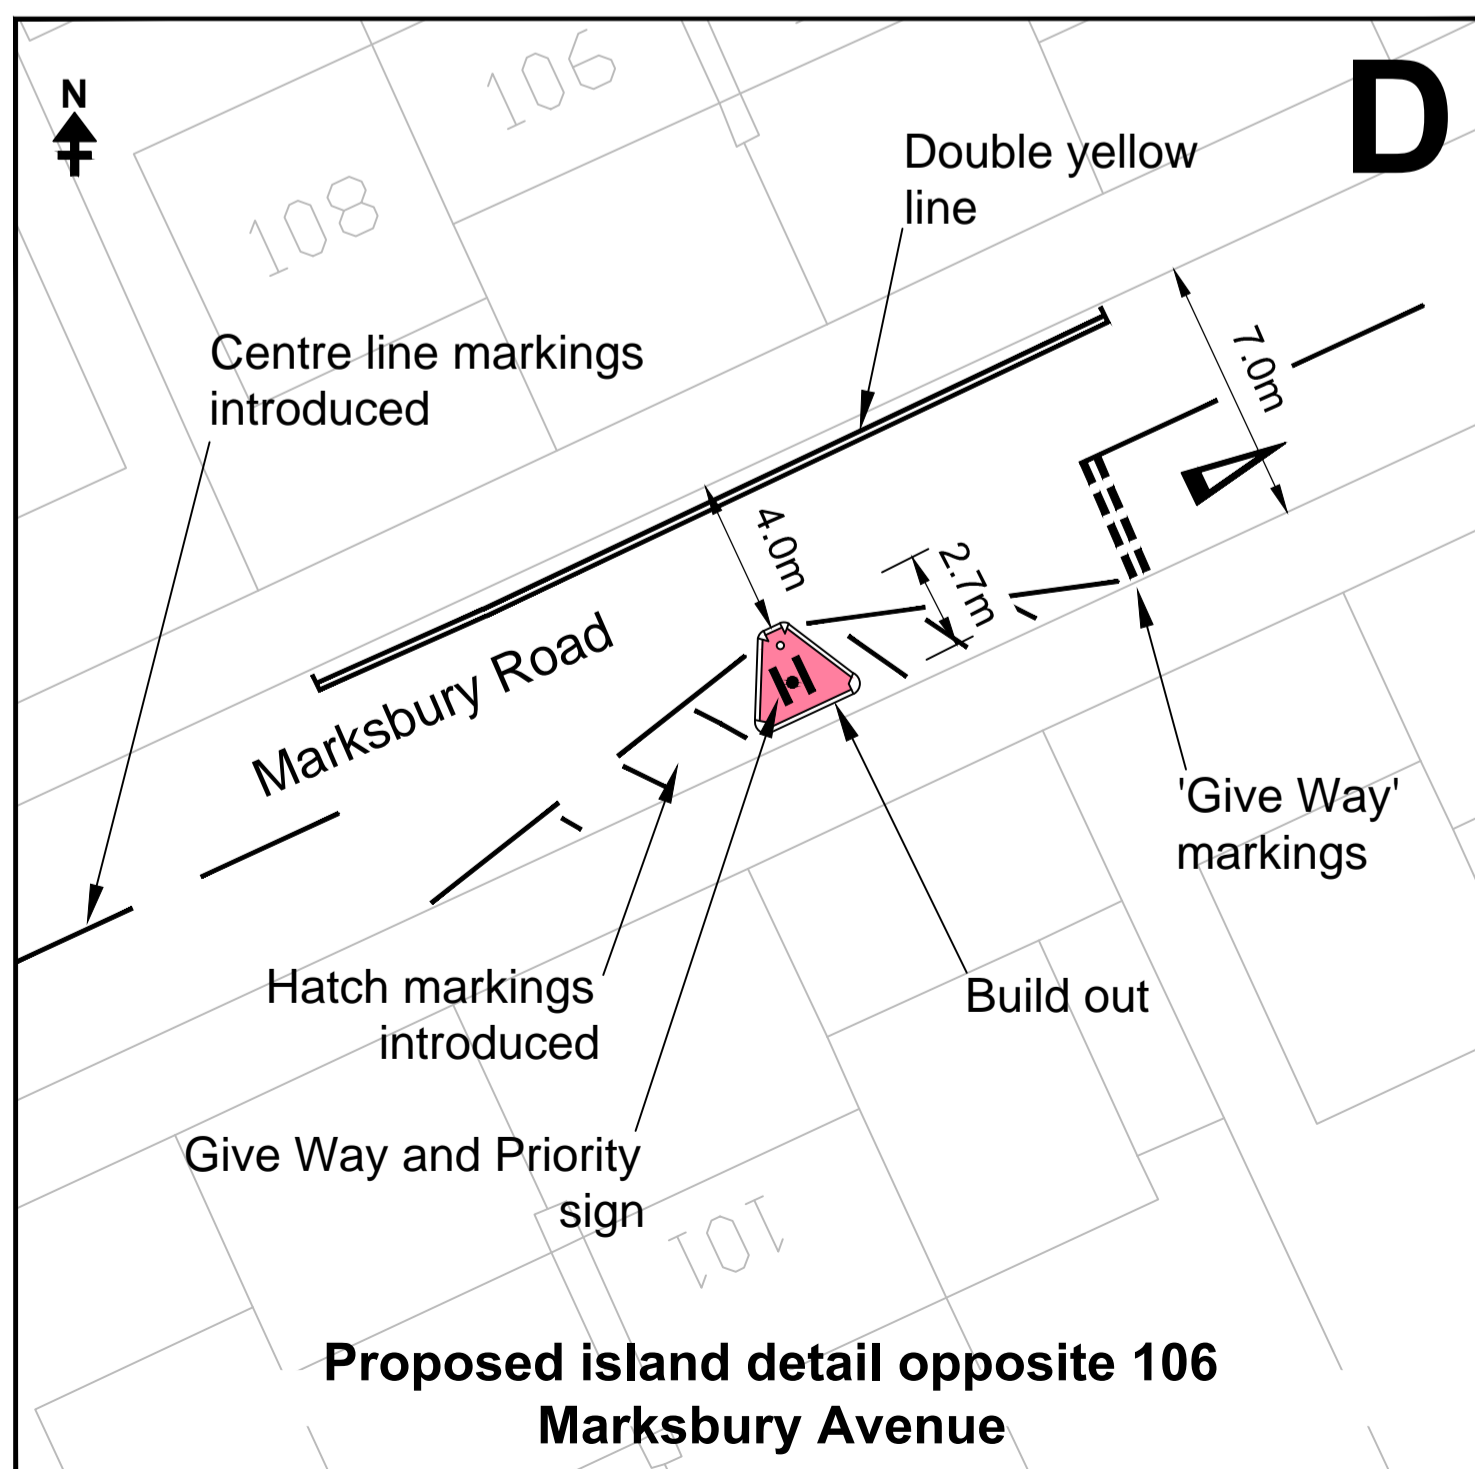 N
D
106
108
Double yellow
line
Centre line markings
introduced
7.0m
4.0m
2.7m
Marksbury Road
'Give Way'
markings
Hatch markings
introduced
Build out
Give Way and Priority
sign
101
Proposed island detail opposite 106
Marksbury Avenue